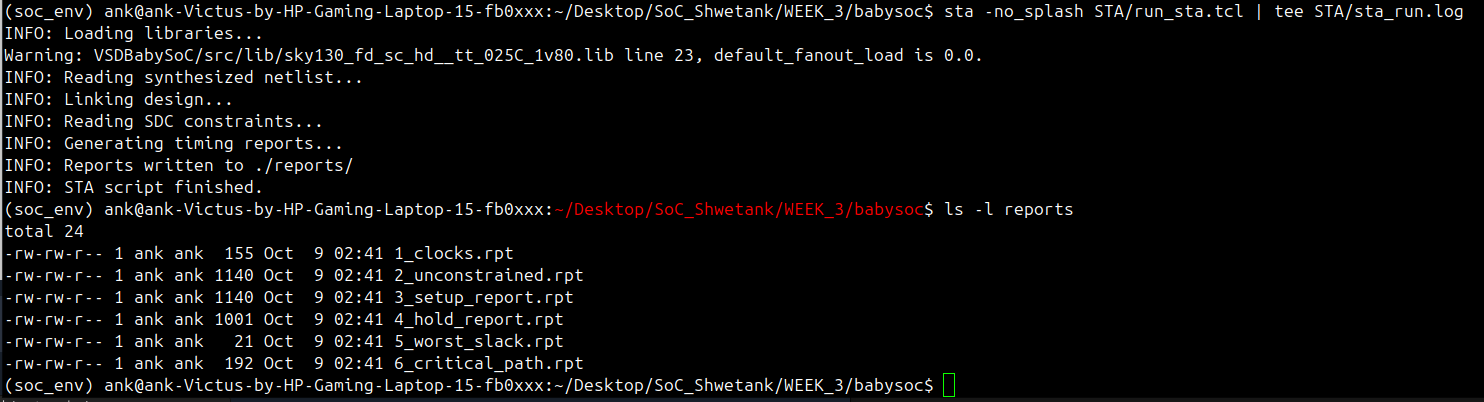 (soc_env) ank@ank-Victus-by-HP-Gaming-Laptop-15-fb0xxx:~/Desktop/SoC_Shwetank/WEEK_3/babysoc$ sta -no_splash STA/run_sta.tcl | tee STA/sta_run.log
INFO: Loading libraries...
Warning: VSDBabySoC/src/lib/sky130_fd_sc_hd__tt_025C_1v80.lib line 23, default_fanout_load is 0.0.
INFO: Reading synthesized netlist...
INFO: Linking design...
INFO: Reading SDC constraints...
INFO: Generating timing reports...
INFO: Reports written to ./reports/
INFO: STA script finished.
(soc_env) ank@ank-Victus-by-HP-Gaming-Laptop-15-fb0xxx:~/Desktop/SoC_Shwetank/WEEK_3/babysoc$ ls -l reports
total 24
-rw-rw-r-- 1 ank ank  155 Oct  9 02:41 1_clocks.rpt
-rw-rw-r-- 1 ank ank 1140 Oct  9 02:41 2_unconstrained.rpt
-rw-rw-r-- 1 ank ank 1140 Oct  9 02:41 3_setup_report.rpt
-rw-rw-r-- 1 ank ank 1001 Oct  9 02:41 4_hold_report.rpt
-rw-rw-r-- 1 ank ank   21 Oct  9 02:41 5_worst_slack.rpt
-rw-rw-r-- 1 ank ank  192 Oct  9 02:41 6_critical_path.rpt
(soc_env) ank@ank-Victus-by-HP-Gaming-Laptop-15-fb0xxx:~/Desktop/SoC_Shwetank/WEEK_3/babysoc$